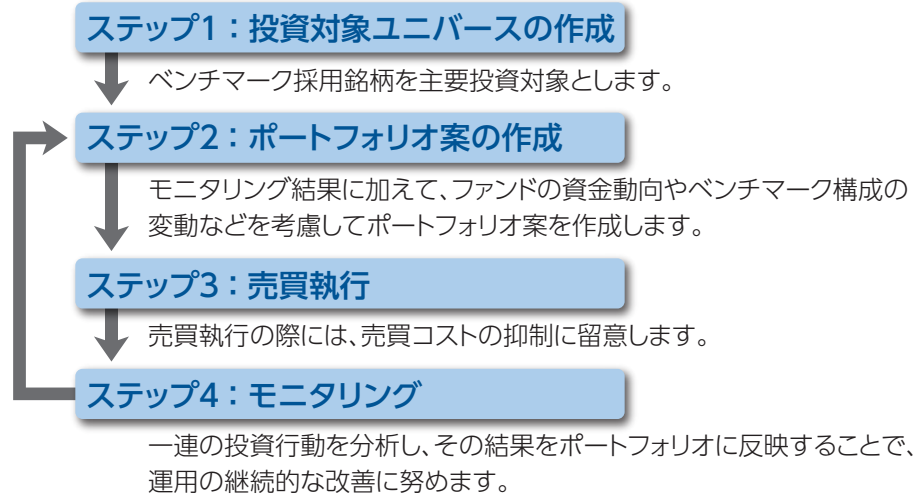 ステップ1：投資対象ユニバースの作成
ベンチマーク採用銘柄を主要投資対象とします。
ステップ2：ポートフォリオ案の作成
モニタリング結果に加えて、ファンドの資金動向やベンチマーク構成の
変動などを考慮してポートフォリオ案を作成します。
ステップ3：売買執行
売買執行の際には、売買コストの抑制に留意します。
ステップ4：モニタリング
一連の投資行動を分析し、その結果をポートフォリオに反映することで、
運用の継続的な改善に努めます。